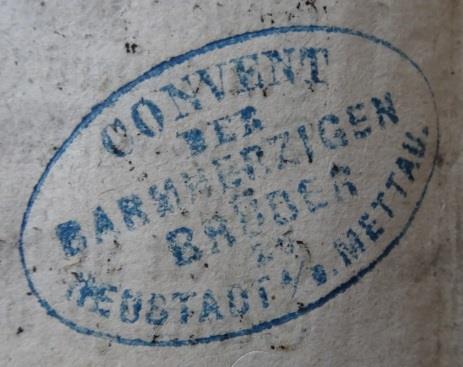 CONVENT
DER
BARMHERZIGEN
BRÜDER
ZU
NEUSTADT a/d. METTAU.